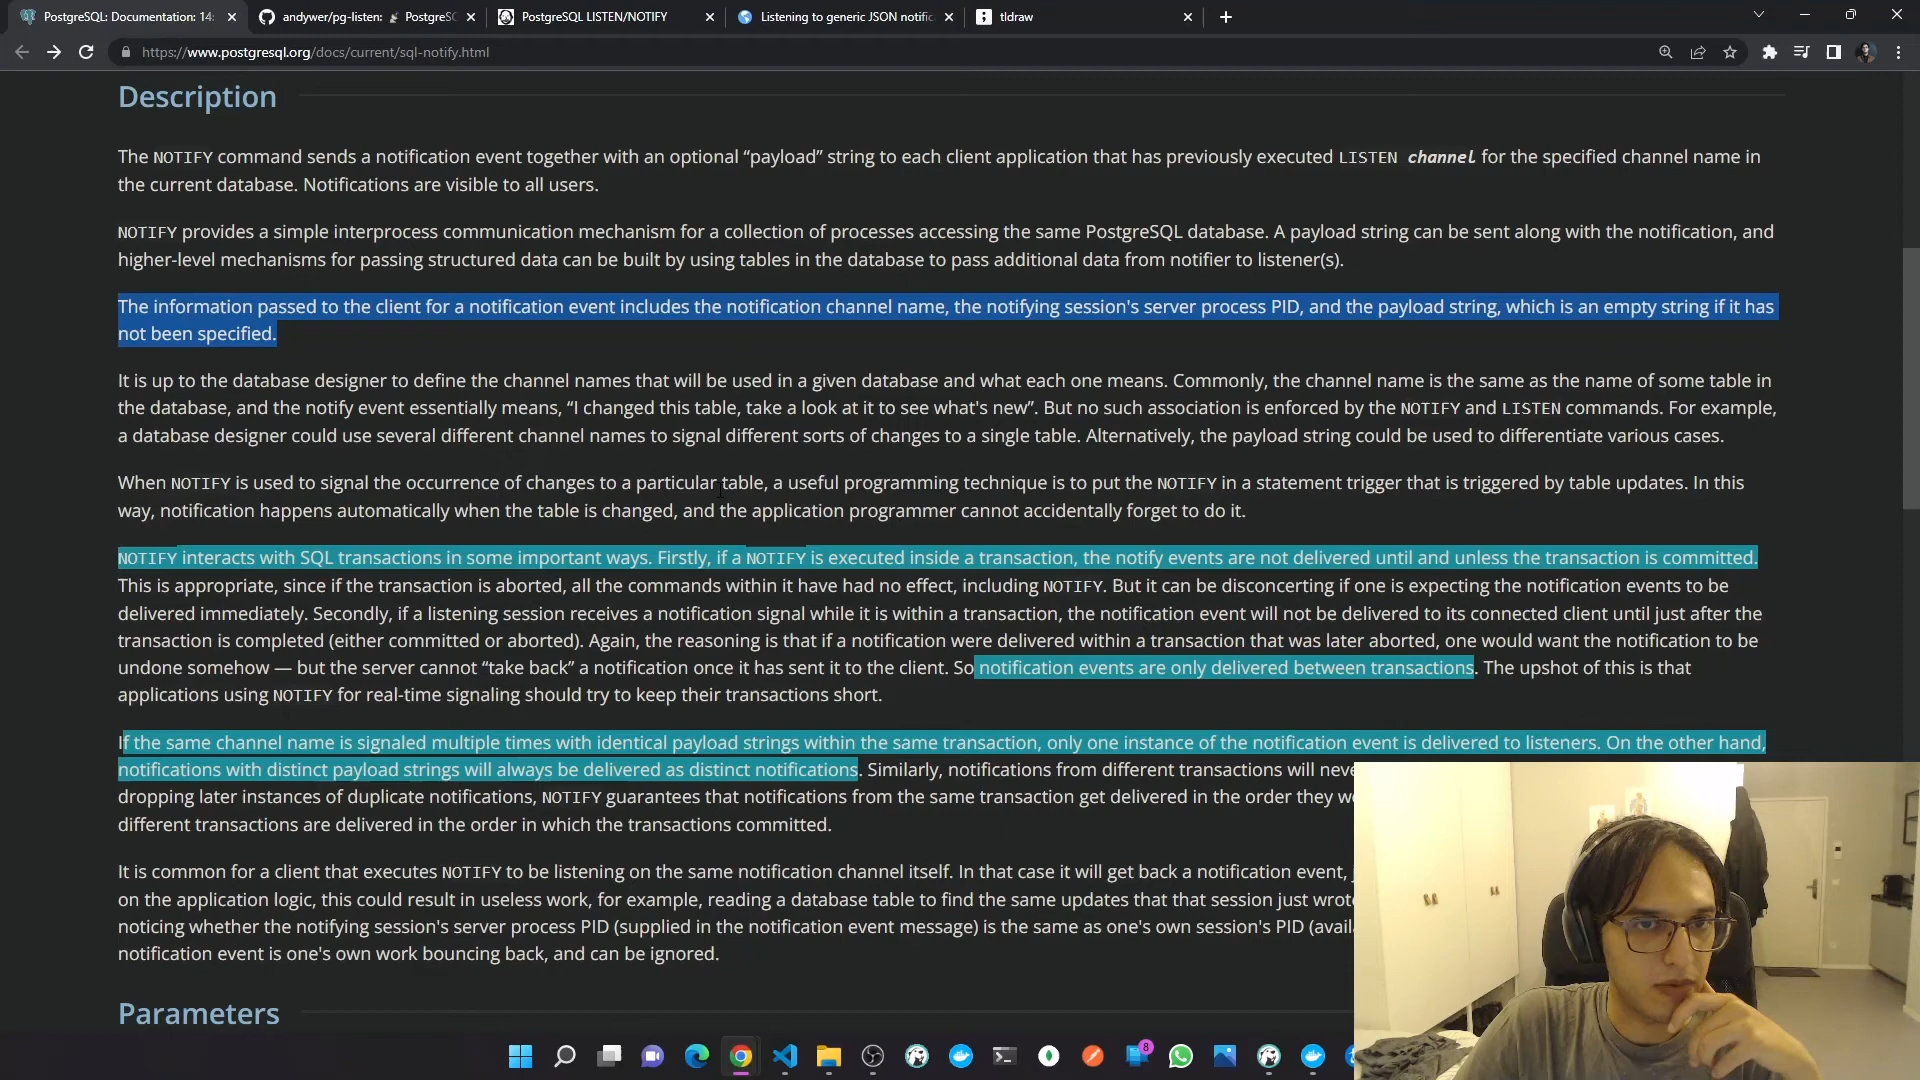 PostgreSQL: Documentation: 14:
andywer/pg-listen: PostgreSQ
PostgreSQL LISTEN/NOTIFY
Listening to generic JSON notific
tldraw
https://www.postgresql.org/docs/current/sql-notify.html
Description
The NOTIFY command sends a notification event together with an optional “payload” string to each client application that has previously executed LISTEN channel for the specified channel name in
the current database. Notifications are visible to all users.
NOTIFY provides a simple interprocess communication mechanism for a collection of processes accessing the same PostgreSQL database. A payload string can be sent along with the notification, and
higher-level mechanisms for passing structured data can be built by using tables in the database to pass additional data from notifier to listener(s).
The information passed to the client for a notification event includes the notification channel name, the notifying session's server process PID, and the payload string, which is an empty string if it has
not been specified.
It is up to the database designer to define the channel names that will be used in a given database and what each one means. Commonly, the channel name is the same as the name of some table in
the database, and the notify event essentially means, “I changed this table, take a look at it to see what's new”. But no such association is enforced by the NOTIFY and LISTEN commands. For example,
a database designer could use several different channel names to signal different sorts of changes to a single table. Alternatively, the payload string could be used to differentiate various cases.
When NOTIFY is used to signal the occurrence of changes to a particular table, a useful programming technique is to put the NOTIFY in a statement trigger that is triggered by table updates. In this
way, notification happens automatically when the table is changed, and the application programmer cannot accidentally forget to do it.
NOTIFY interacts with SQL transactions in some important ways. Firstly, if a NOTIFY is executed inside a transaction, the notify events are not delivered until and unless the transaction is committed.
This is appropriate, since if the transaction is aborted, all the commands within it have had no effect, including NOTIFY. But it can be disconcerting if one is expecting the notification events to be
delivered immediately. Secondly, if a listening session receives a notification signal while it is within a transaction, the notification event will not be delivered to its connected client until just after the
transaction is completed (either committed or aborted). Again, the reasoning is that if a notification were delivered within a transaction that was later aborted, one would want the notification to be
undone somehow — but the server cannot “take back” a notification once it has sent it to the client. So notification events are only delivered between transactions. The upshot of this is that
applications using NOTIFY for real-time signaling should try to keep their transactions short.
If the same channel name is signaled multiple times with identical payload strings within the same transaction, only one instance of the notification event is delivered to listeners. On the other hand,
notifications with distinct payload strings will always be delivered as distinct notifications. Similarly, notifications from different transactions will neve
dropping later instances of duplicate notifications, NOTIFY guarantees that notifications from the same transaction get delivered in the order they we
different transactions are delivered in the order in which the transactions committed.
It is common for a client that executes NOTIFY to be listening on the same notification channel itself. In that case it will get back a notification event, j
on the application logic, this could result in useless work, for example, reading a database table to find the same updates that that session just wrote
noticing whether the notifying session's server process PID (supplied in the notification event message) is the same as one's own session's PID (avail
notification event is one's own work bouncing back, and can be ignored.
Parameters
8